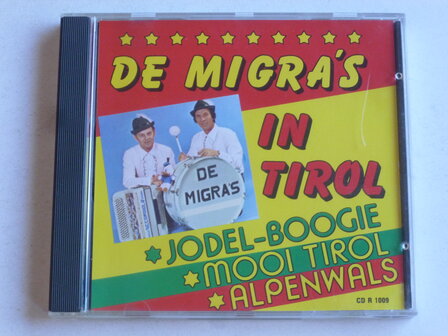 DE MIGRA'S
IN
TIROL
DE
MIGRA'S
JODEL-BOOGIE
MOOI TIROL
ALPENWALS
CD R 1009